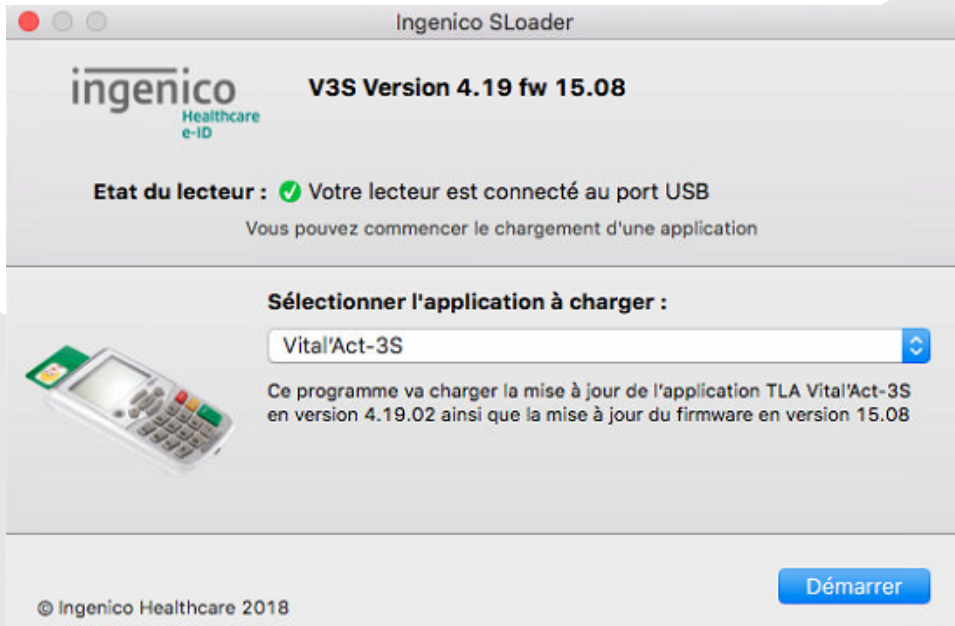 Ingenico SLoader
ingenico
Healthcare
e-ID
V3S Version 4.19 fw 15.08
Etat du lecteur : Votre lecteur est connecté au port USB
Vous pouvez commencer le chargement d'une application
Sélectionner l'application à charger :
Vital'Act-3S
Ce programme va charger la mise à jour de l'application TLA Vital'Act-3S
en version 4.19.02 ainsi que la mise à jour du firmware en version 15.08
Démarrer
© Ingenico Healthcare 2018